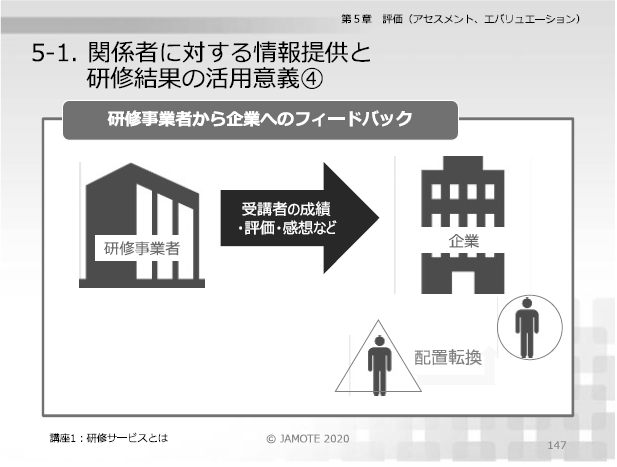 第５章　評価（アセスメント、エバリュエーション）
5-1. 関係者に対する情報提供と
研修結果の活用意義④
研修事業者から企業へのフィードバック
受講者の成績
・評価・感想など
研修事業者
企業
配置転換
講座1：研修サービスとは
© JAMOTE 2020
147